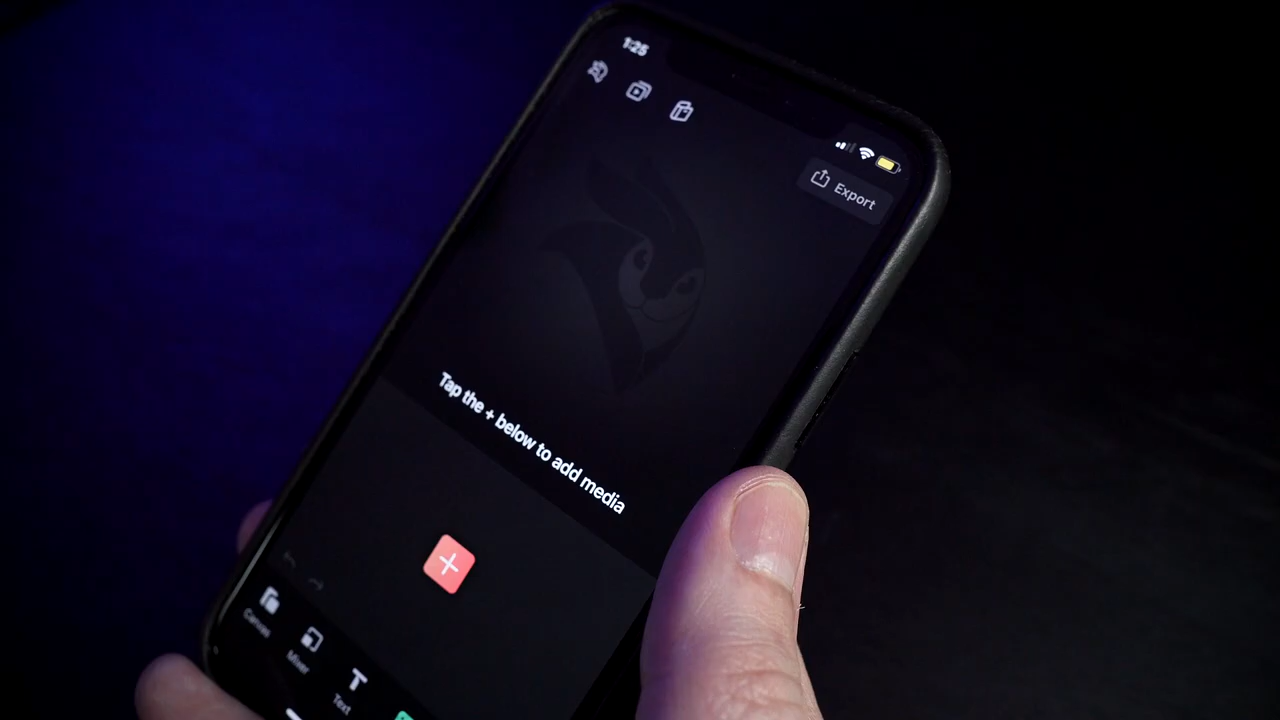 1:25
Export
Tap the + below to add media
Canvas
Mixer
Text